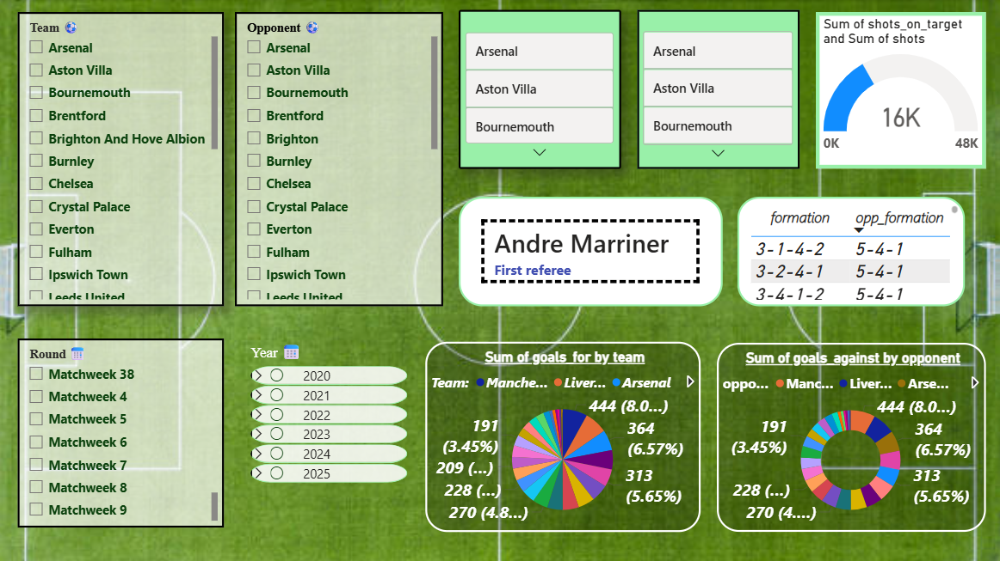 Team
Arsenal
Aston Villa
Bournemouth
Brentford
Brighton And Hove Albion
Burnley
Chelsea
Crystal Palace
Everton
Fulham
Ipswich Town
Leeds United
Opponent
Arsenal
Aston Villa
Bournemouth
Brentford
Brighton
Burnley
Chelsea
Crystal Palace
Everton
Fulham
Ipswich Town
Leeds United
Arsenal
Aston Villa
Bournemouth
Arsenal
Aston Villa
Bournemouth
Sum of shots_on_target
and Sum of shots
16K
0K 48K
Andre Marriner
First referee
formation opp_formation
3-1-4-2 5-4-1
3-2-4-1 5-4-1
3-4-1-2 5-4-1
Round
Matchweek 38
Matchweek 4
Matchweek 5
Matchweek 6
Matchweek 7
Matchweek 8
Matchweek 9
Year
2020
2021
2022
2023
2024
2025
Sum of goals_for by team
Team: Manche... Liver... Arsenal
444 (8.0...)
364
(6.57%)
313
(5.65%)
191
(3.45%)
209 (...)
228 (...)
270 (4.8...)
Sum of goals_against by opponent
oppo... Manc... Liver... Arse...
444 (8.0...)
364
(6.57%)
313
(5.65%)
191
(3.45%)
228 (...)
270 (4....)